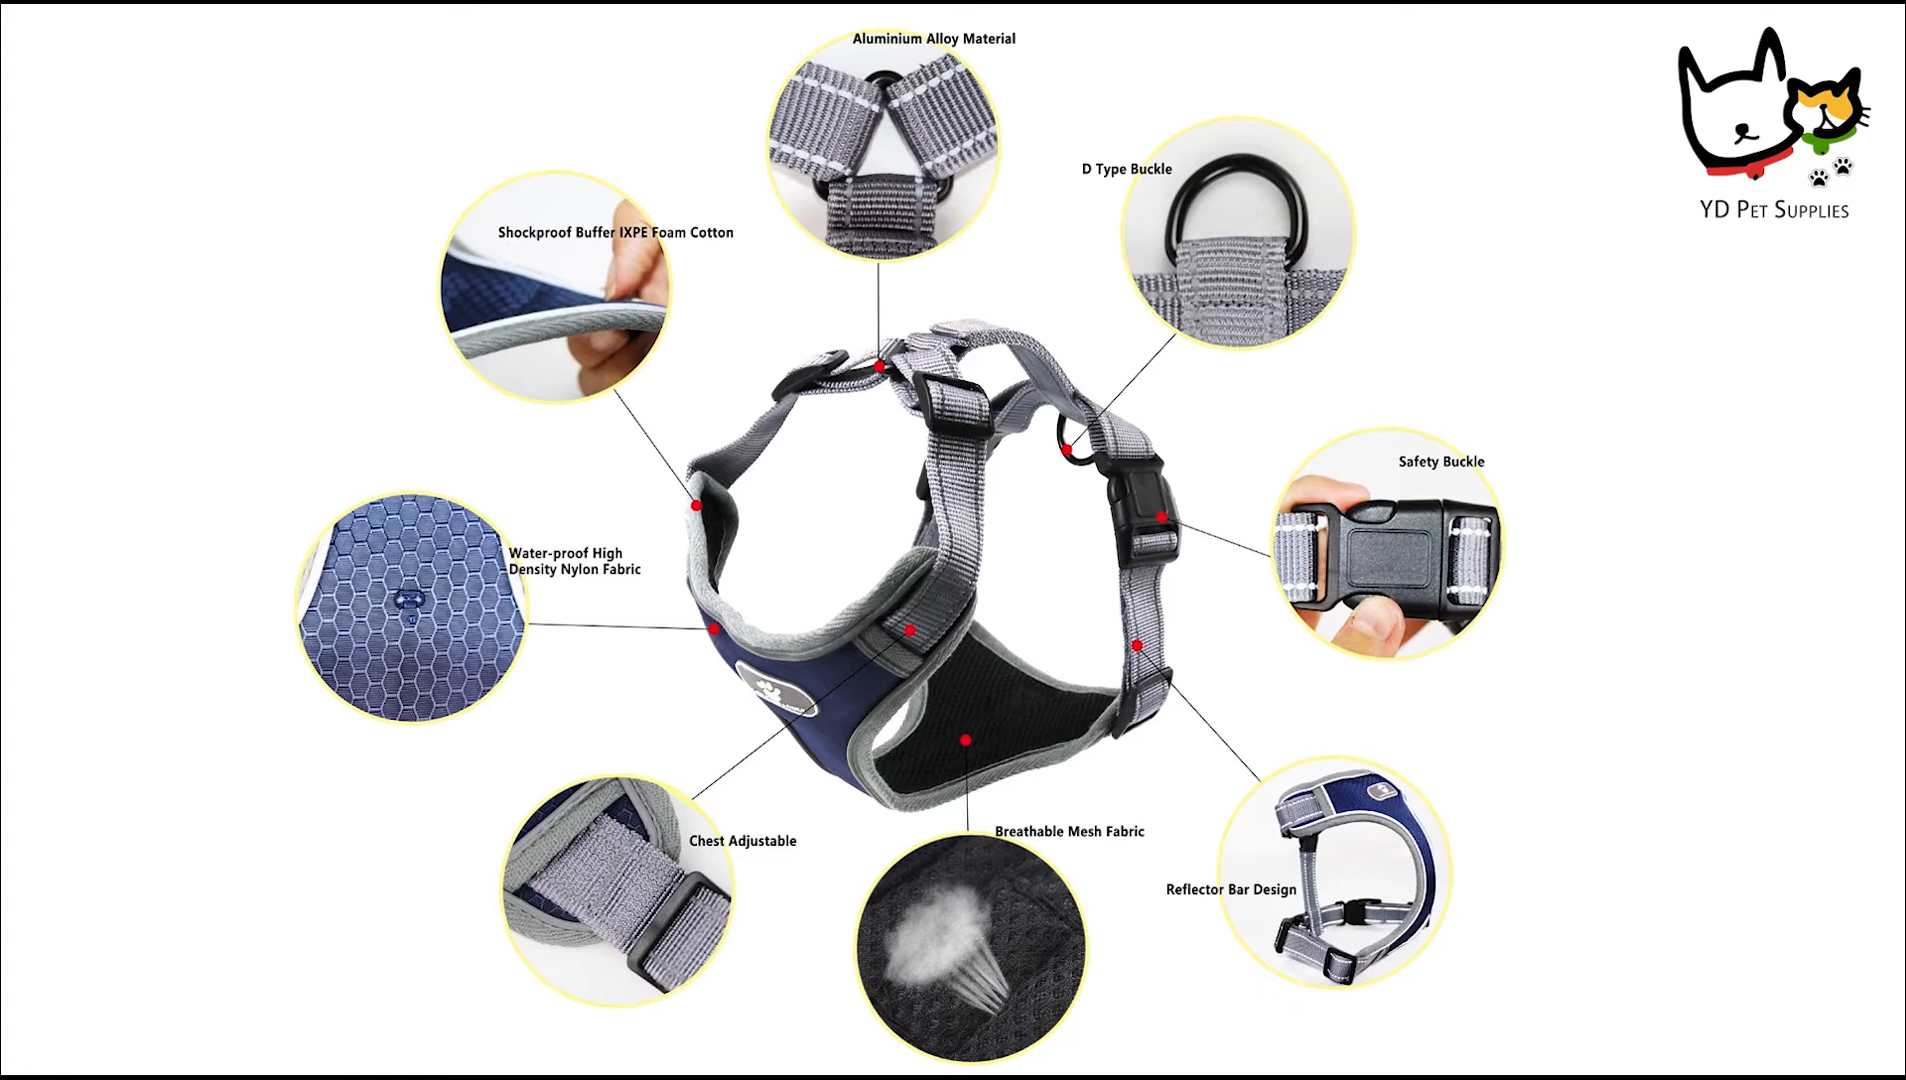 Aluminium Alloy Material
D Type Buckle
YD Pet Supplies
Shockproof Buffer IXPE Foam Cotton
Safety Buckle
Water-proof High
Density Nylon Fabric
Chest Adjustable
Breathable Mesh Fabric
Reflector Bar Design